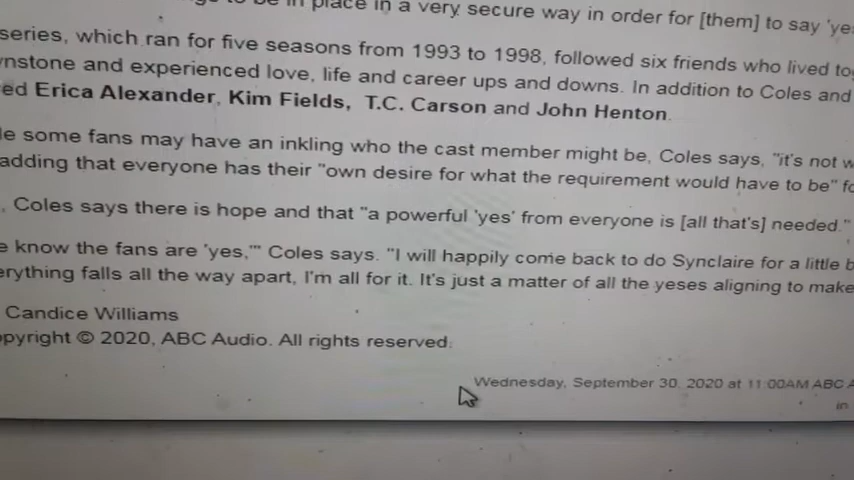 to be in place in a very secure way in order for [them] to say 'yes
series, which ran for five seasons from 1993 to 1998, followed six friends who lived
wnstone and experienced love, life and career ups and downs. In addition to Coles and
ed Erica Alexander, Kim Fields, T.C. Carson and John Henton.
le some fans may have an inkling who the cast member might be, Coles says, "it's not w
adding that everyone has their "own desire for what the requirement would have to be" fo
, Coles says there is hope and that "a powerful 'yes' from everyone is [all that's] needed."
e know the fans are 'yes,'" Coles says. "I will happily come back to do Synclaire for a little b
erything falls all the way apart, I'm all for it. It's just a matter of all the yeses aligning to make
Candice Williams
opyright © 2020, ABC Audio. All rights reserved.
Wednesday, September 30, 2020 at 11:00AM ABC A
in